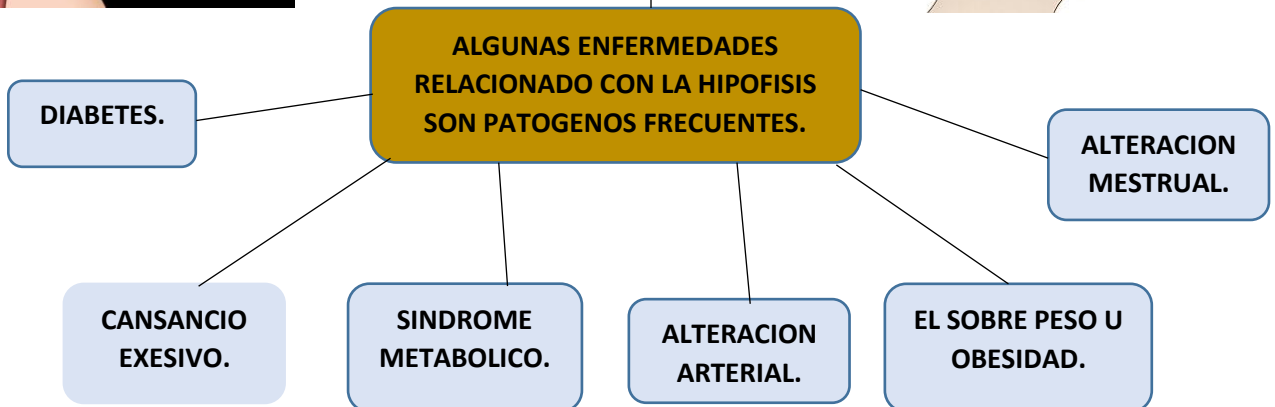 ALGUNAS ENFERMEDADES
RELACIONADO CON LA HIPOFISIS
SON PATOGENOS FRECUENTES.
DIABETES.
ALTERACION
MESTRUAL.
CANSANCIO
EXESIVO.
SINDROME
METABOLICO.
ALTERACION
ARTERIAL.
EL SOBRE PESO U
OBESIDAD.